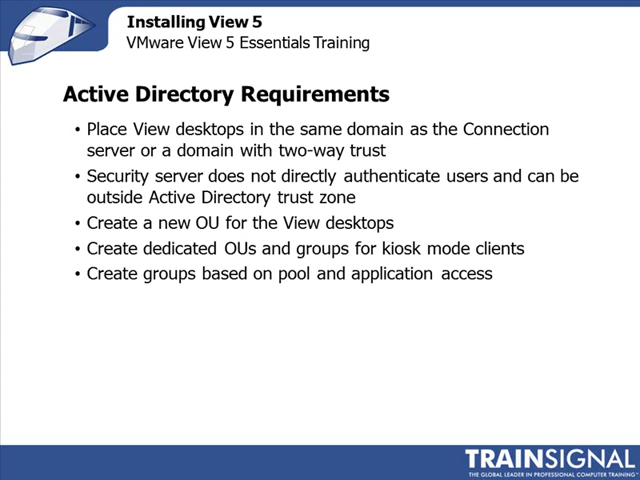 Installing View 5
VMware View 5 Essentials Training
Active Directory Requirements
• Place View desktops in the same domain as the Connection
server or a domain with two-way trust
• Security server does not directly authenticate users and can be
outside Active Directory trust zone
• Create a new OU for the View desktops
• Create dedicated OUs and groups for kiosk mode clients
• Create groups based on pool and application access
TRAINSIGNAL
THE GLOBAL LEADER IN PROFESSIONAL COMPUTER TRAINING™